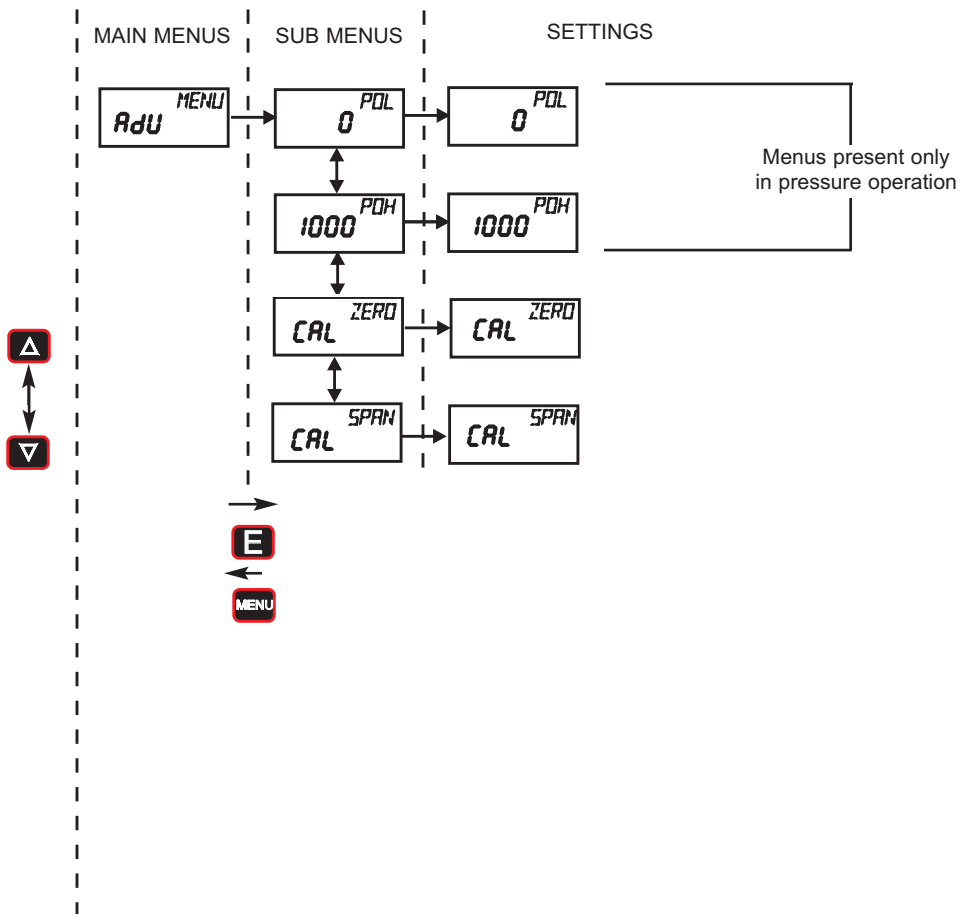 MAIN MENUS SUB MENUS SETTINGS
MENU POL POL
AdV 0 0
Menus present only
in pressure operation
POH POH
1000 1000
ZERO ZERO
CAL CAL
SPAN SPAN
CAL CAL
E
MENU